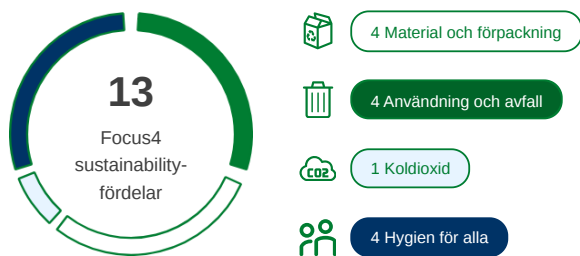 13
Focus4
sustainability-
fördelar
4 Material och förpackning
4 Användning och avfall
CO2
1 Koldioxid
4 Hygien för alla